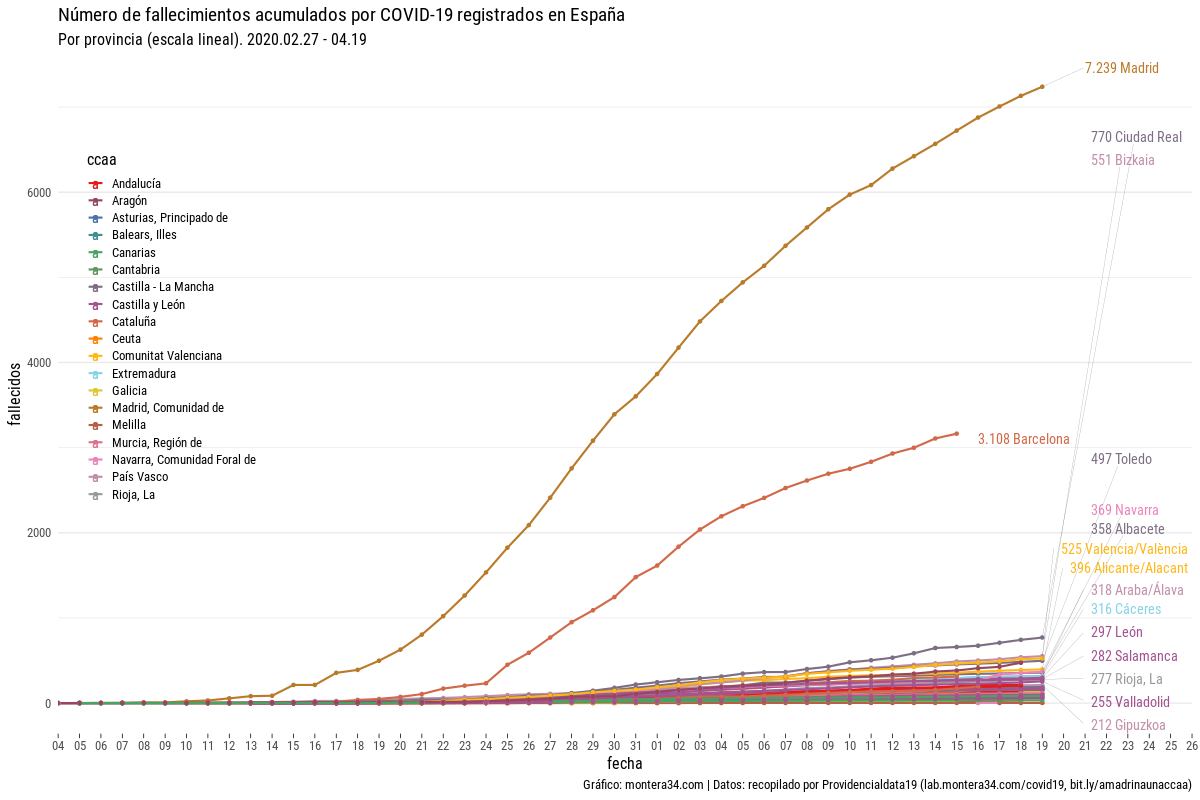 Número de fallecimientos acumulados por COVID-19 registrados en España
Por provincia (escala lineal). 2020.02.27 - 04.19
7.239 Madrid
770 Ciudad Real
551 Bizkaia
ccaa
Andalucía
Aragón
Asturias, Principado de
Balears, Illes
Canarias
Cantabria
Castilla - La Mancha
Castilla y León
Cataluña
Ceuta
Comunitat Valenciana
Extremadura
Galicia
Madrid, Comunidad de
Melilla
Murcia, Región de
Navarra, Comunidad Foral de
País Vasco
Rioja, La
6000
4000
2000
0
fallecidos
3.108 Barcelona
497 Toledo
369 Navarra
358 Albacete
525 Valencia/València
396 Alicante/Alacant
318 Araba/Álava
316 Cáceres
297 León
282 Salamanca
277 Rioja, La
255 Valladolid
212 Gipuzkoa
04 05 06 07 08 09 10 11 12 13 14 15 16 17 18 19 20 21 22 23 24 25 26 27 28 29 30 31 01 02 03 04 05 06 07 08 09 10 11 12 13 14 15 16 17 18 19 20 21 22 23 24 25 26
fecha
Gráfico: montera34.com | Datos: recopilado por Providencialdata19 (lab.montera34.com/covid19, bit.ly/amadrinaunaccaa)